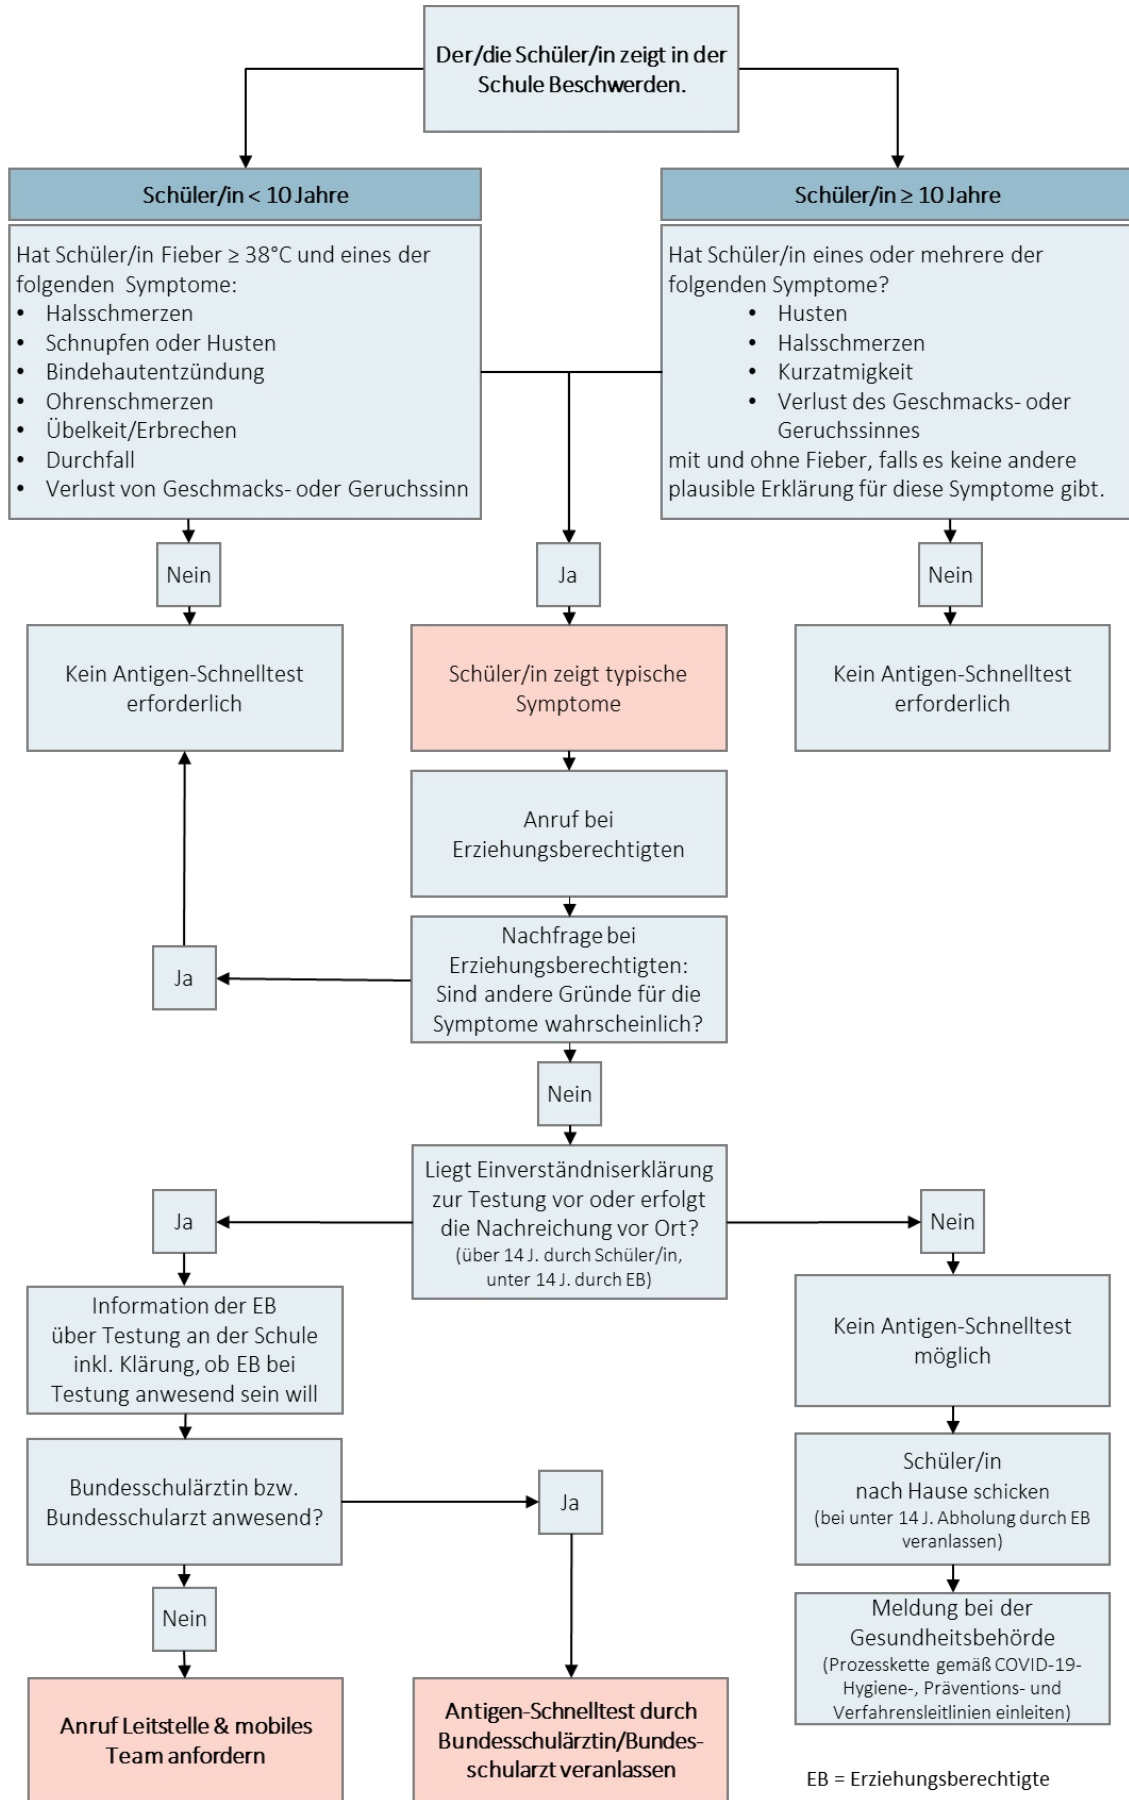 Der/die Schüler/in zeigt in der
Schule Beschwerden.
Schüler/in < 10 Jahre
Hat Schüler/in Fieber ≥ 38°C und eines der
folgenden Symptome:
• Halsschmerzen
• Schnupfen oder Husten
• Bindehautentzündung
• Ohrenschmerzen
• Übelkeit/Erbrechen
• Durchfall
• Verlust von Geschmacks- oder Geruchssinn
Schüler/in ≥ 10 Jahre
Hat Schüler/in eines oder mehrere der
folgenden Symptome?
• Husten
• Halsschmerzen
• Kurzatmigkeit
• Verlust des Geschmacks- oder
Geruchssinnes
mit und ohne Fieber, falls es keine andere
plausible Erklärung für diese Symptome gibt.
Nein
Ja
Nein
Kein Antigen-Schnelltest
erforderlich
Schüler/in zeigt typische
Symptome
Kein Antigen-Schnelltest
erforderlich
Anruf bei
Erziehungsberechtigten
Nachfrage bei
Erziehungsberechtigten:
Sind andere Gründe für die
Symptome wahrscheinlich?
Ja
Nein
Liegt Einverständniserklärung
zur Testung vor oder erfolgt
die Nachreichung vor Ort?
(über 14 J. durch Schüler/in,
unter 14 J. durch EB)
Ja
Nein
Information der EB
über Testung an der Schule
inkl. Klärung, ob EB bei
Testung anwesend sein will
Kein Antigen-Schnelltest
möglich
Bundesschulärztin bzw.
Bundesschularzt anwesend?
Ja
Schüler/in
nach Hause schicken
(bei unter 14 J. Abholung durch EB
veranlassen)
Nein
Meldung bei der
Gesundheitsbehörde
(Prozesskette gemäß COVID-19-
Hygiene-, Präventions- und
Verfahrensleitlinien einleiten)
Anruf Leitstelle & mobiles
Team anfordern
Antigen-Schnelltest durch
Bundesschulärztin/Bundes-
schularzt veranlassen
EB = Erziehungsberechtigte